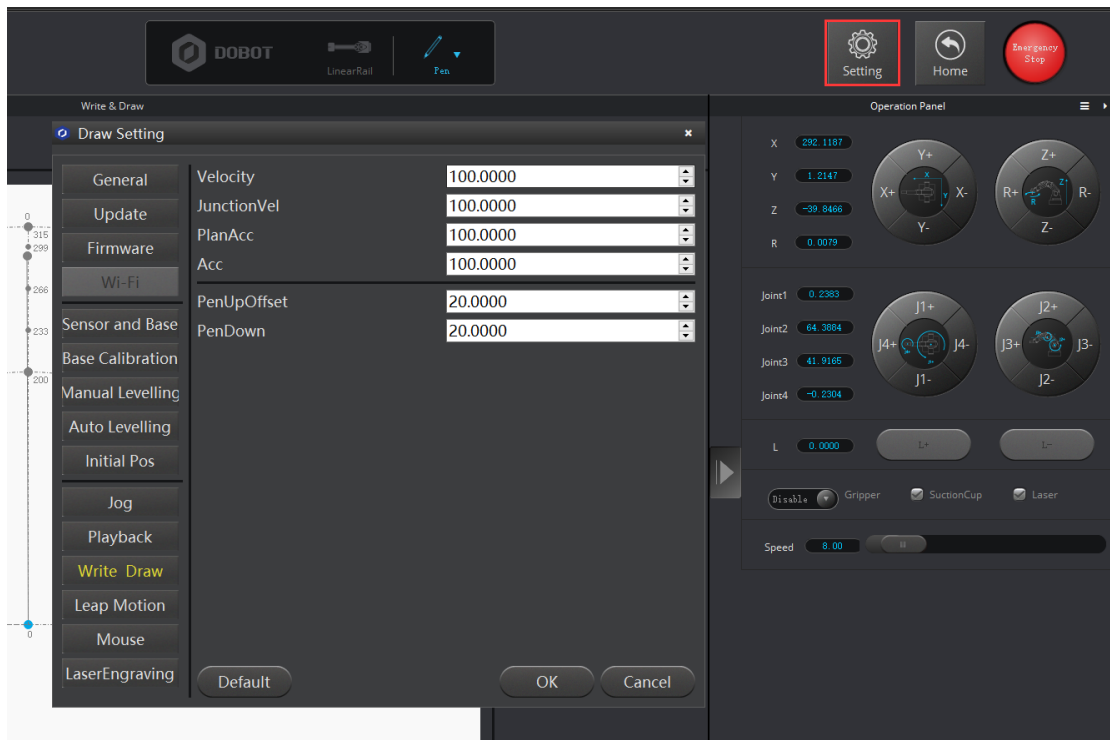 DOBOT
LinearRail
Pen
Setting
Home
Emergency
Stop
Write & Draw
Operation Panel
Draw Setting
General
Update
Firmware
Wi-Fi
Sensor and Base
Base Calibration
Manual Levelling
Auto Levelling
Initial Pos
Jog
Playback
Write Draw
Leap Motion
Mouse
LaserEngraving
Velocity 100.0000
JunctionVel 100.0000
PlanAcc 100.0000
Acc 100.0000
PenUpOffset 20.0000
PenDown 20.0000
Default
OK
Cancel
0
315
299
266
233
200
0
X 292.1187
Y 1.2147
Z -39.8466
R 0.0079
Y+
X+
X-
Y-
X
Y
Z+
R+
R-
Z-
Z+
R
Joint1 0.2383
Joint2 64.3884
Joint3 41.9165
Joint4 -0.2304
J1+
J4+
J4-
J1-
J2+
J3+
J3-
J2-
L 0.0000
L+
L-
Disable
Gripper
SuctionCup
Laser
Speed 8.00